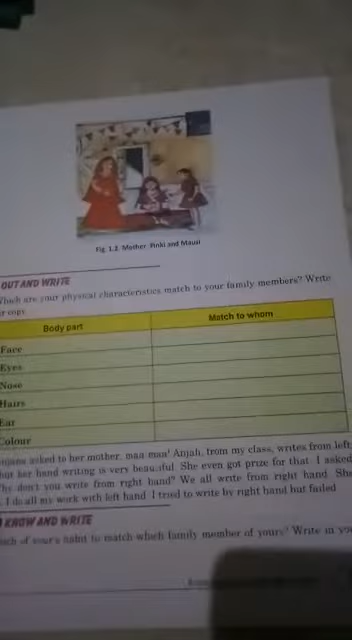 Fig. 1.2. Mother Pinki and Mausi
OUT AND WRITE
Which are your physical characteristics match to your family members? Write
r copy
Body part Match to whom
Face
Eyes
Nose
Hairs
Ear
Colour
njana asked to her mother, maa maa! Anjali, from my class, writes from left
but her hand writing is very beautiful. She even got prize for that. I asked
hy don't you write from right hand? We all write from right hand. She
I do all my work with left hand. I tried to write by right hand but failed
KNOW AND WRITE
ich of yours habit to match which family member of yours? Write in you